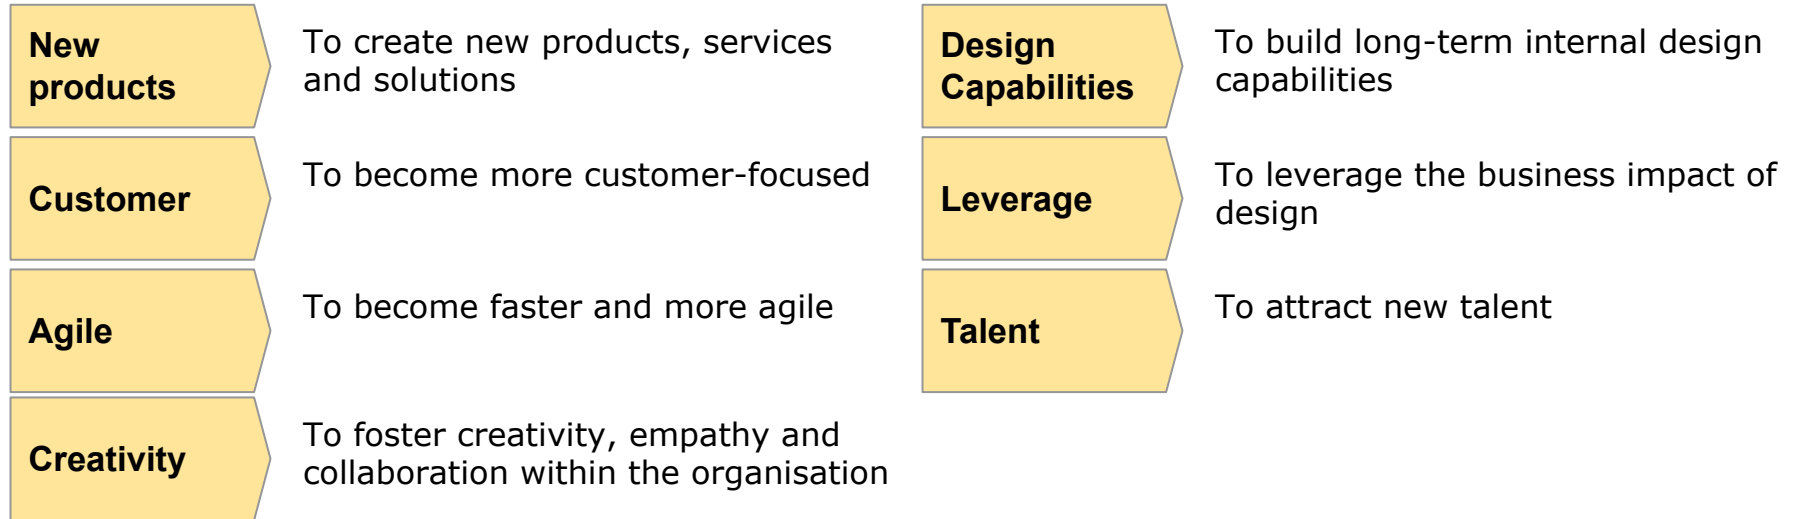 New
products
To create new products, services
and solutions
Customer
To become more customer-focused
Agile
To become faster and more agile
Creativity
To foster creativity, empathy and
collaboration within the organisation
Design
Capabilities
To build long-term internal design
capabilities
Leverage
To leverage the business impact of
design
Talent
To attract new talent